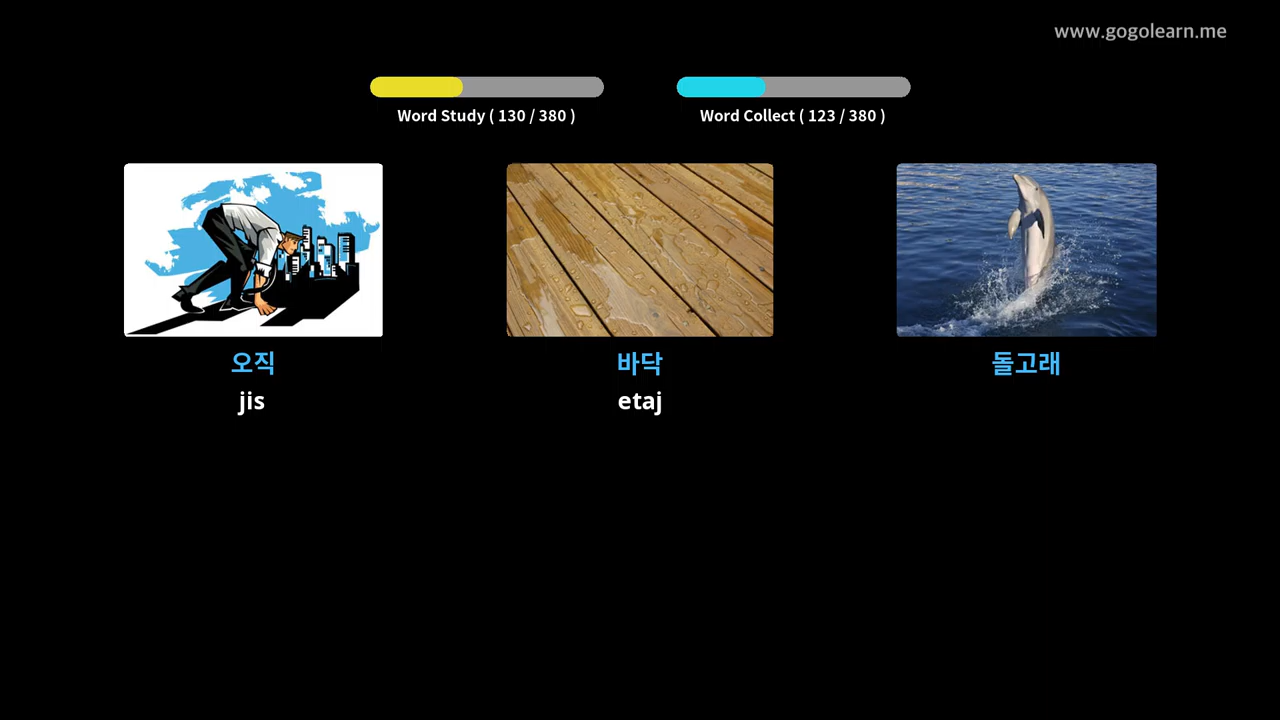 www.gogolearn.me
Word Study ( 130 / 380 )
Word Collect ( 123 / 380 )
오직
바닥
돌고래
jis
etaj